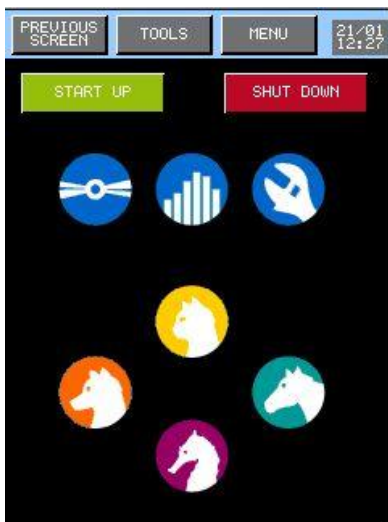 PREVIOUS
SCREEN
TOOLS
MENU
21/01
12:27
START UP
SHUT DOWN